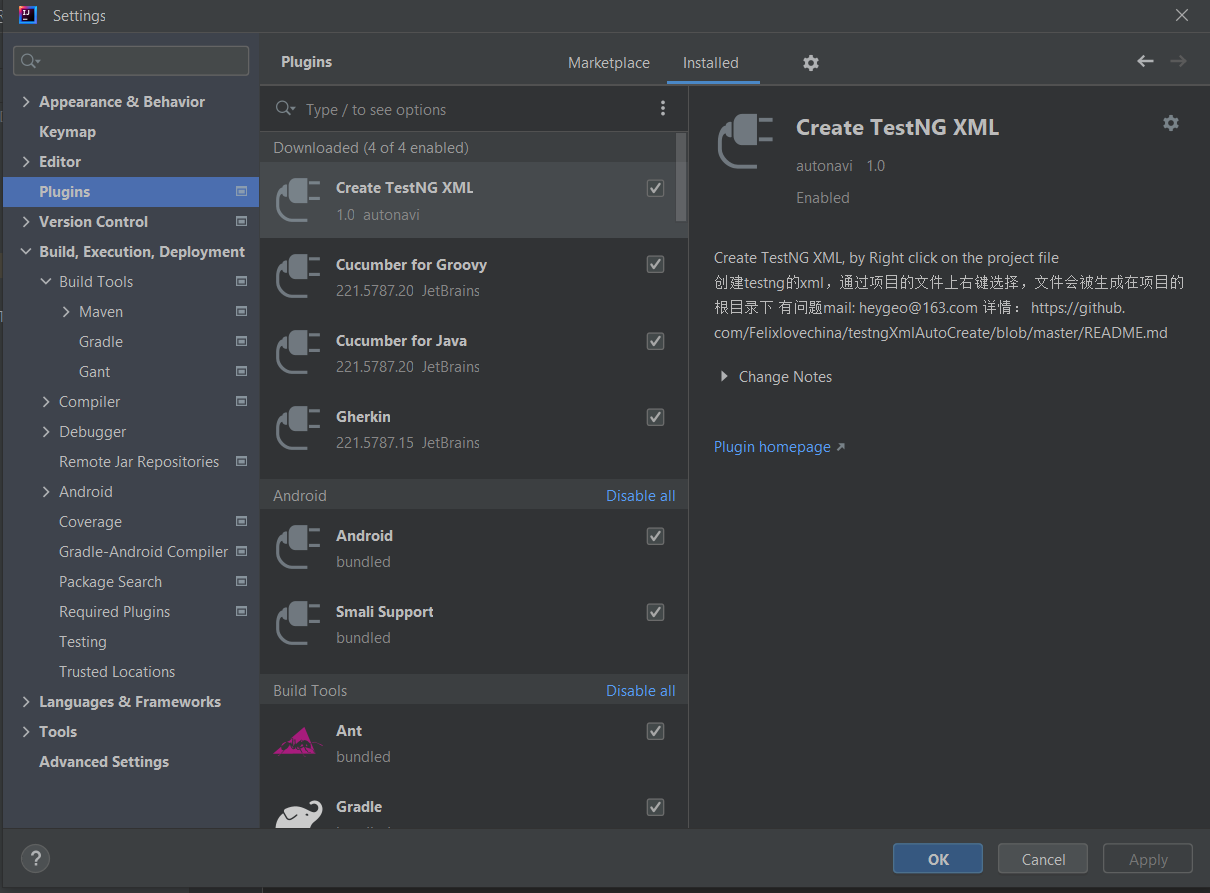 Settings
Plugins
Marketplace
Installed
Appearance & Behavior
Keymap
Editor
Plugins
Version Control
Build, Execution, Deployment
Build Tools
Maven
Gradle
Gant
Compiler
Debugger
Remote Jar Repositories
Android
Coverage
Gradle-Android Compiler
Package Search
Required Plugins
Testing
Trusted Locations
Languages & Frameworks
Tools
Advanced Settings
Type / to see options
Downloaded (4 of 4 enabled)
Create TestNG XML
1.0 autonavi
Cucumber for Groovy
221.5787.20 JetBrains
Cucumber for Java
221.5787.20 JetBrains
Gherkin
221.5787.15 JetBrains
Android Disable all
Android
bundled
Smali Support
bundled
Build Tools Disable all
Ant
bundled
Gradle
Create TestNG XML
autonavi 1.0
Enabled
Create TestNG XML, by Right click on the project file
创建testng的xml，通过项目的文件上右键选择，文件会被生成在项目的
根目录下 有问题mail: heygeo@163.com 详情： https://github.
com/Felixlovechina/testngXmlAutoCreate/blob/master/README.md
Change Notes
Plugin homepage
?
OK
Cancel
Apply